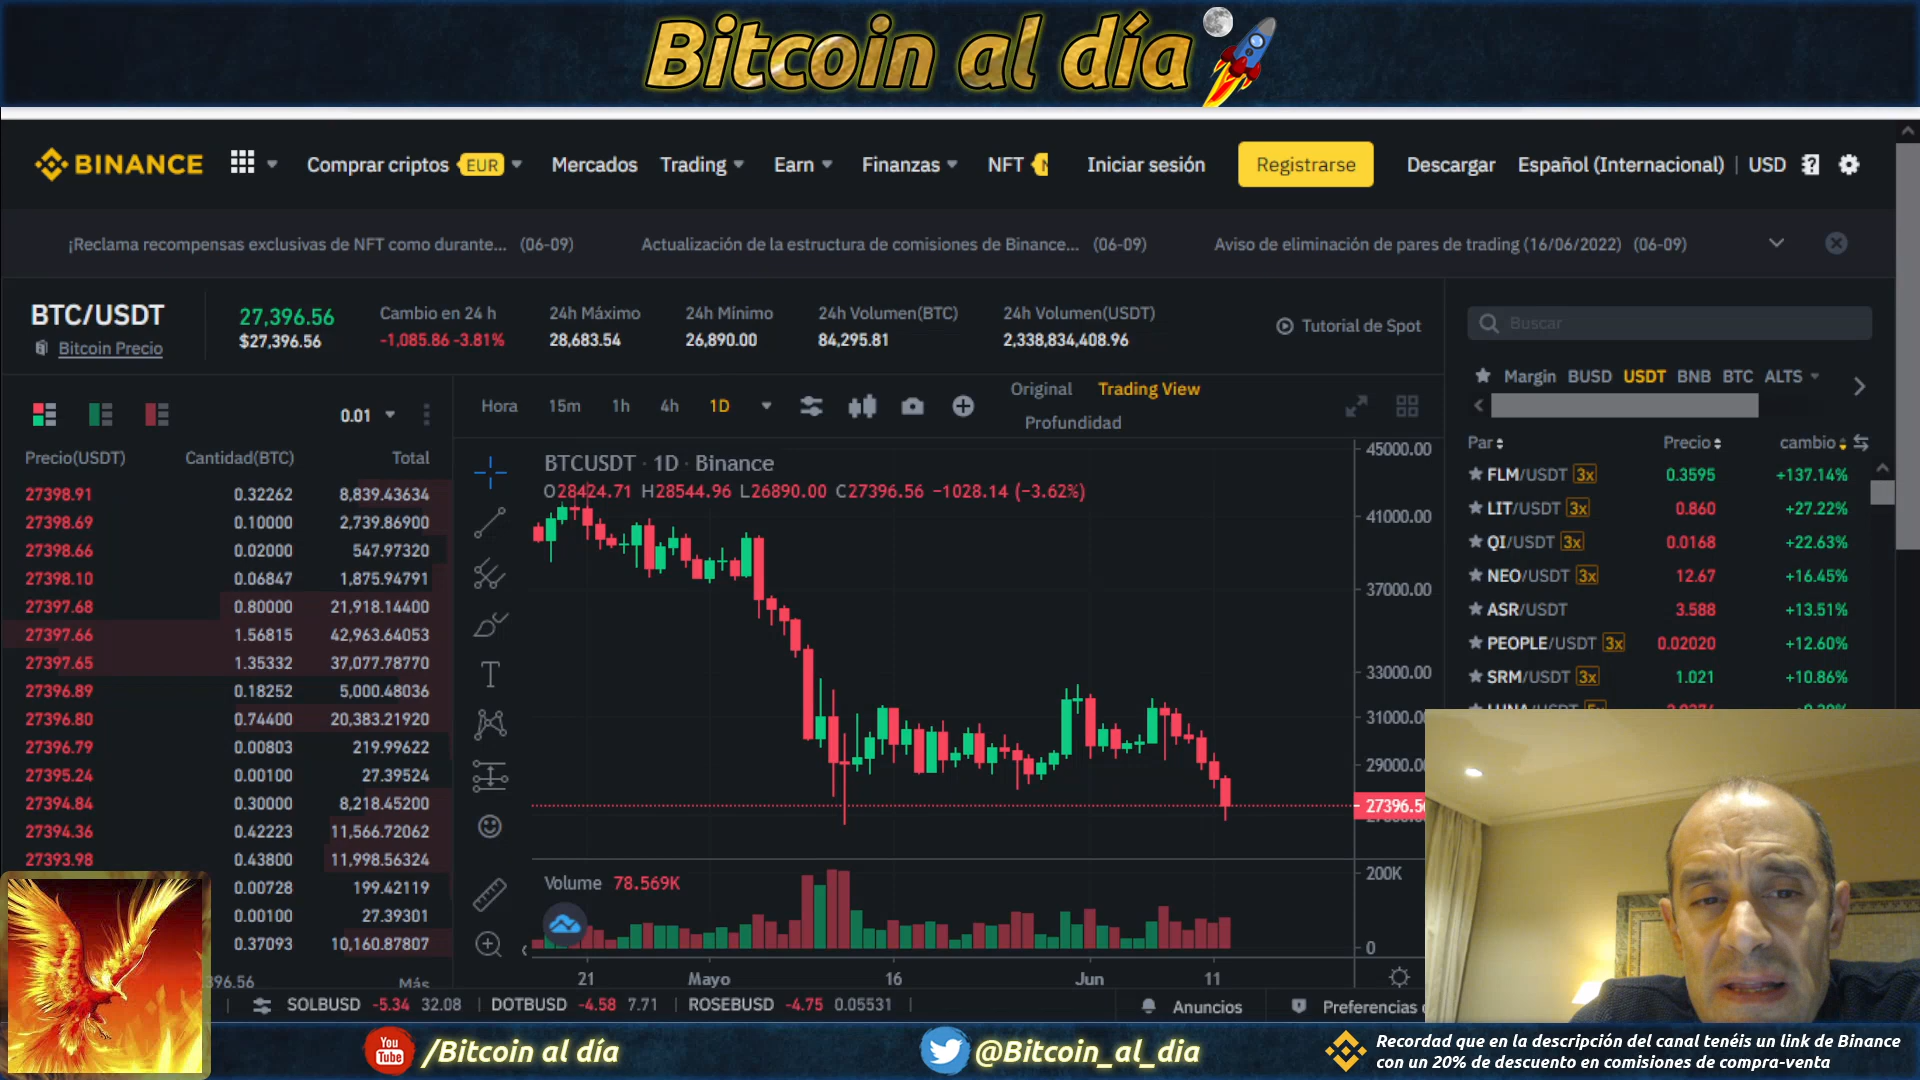 Bitcoin al día
BINANCE
Comprar criptos EUR
Mercados
Trading
Earn
Finanzas
NFT
Iniciar sesión
Registrarse
Descargar
Español (Internacional)
USD
¡Reclama recompensas exclusivas de NFT como durante... (06-09)
Actualización de la estructura de comisiones de Binance... (06-09)
Aviso de eliminación de pares de trading (16/06/2022) (06-09)
BTC/USDT
Bitcoin Precio
27,396.56
$27,396.56
Cambio en 24 h
-1,085.86 -3.81%
24h Máximo
28,683.54
24h Mínimo
26,890.00
24h Volumen(BTC)
84,295.81
24h Volumen(USDT)
2,338,834,408.96
Tutorial de Spot
0.01
Precio(USDT) Cantidad(BTC) Total
27398.91 0.32262 8,839.43634
27398.69 0.10000 2,739.86900
27398.66 0.02000 547.97320
27398.10 0.06847 1,875.94791
27397.68 0.80000 21,918.14400
27397.66 1.56815 42,963.64053
27397.65 1.35332 37,077.78770
27396.89 0.18252 5,000.48036
27396.80 0.74400 20,383.21920
27396.79 0.00803 219.99622
27395.24 0.00100 27.39524
27394.84 0.30000 8,218.45200
27394.36 0.42223 11,566.72062
27393.98 0.43800 11,998.56324
0.00728 199.42119
0.00100 27.39301
0.37093 10,160.87807
396.56 Más
Hora 15m 1h 4h 1D
Original Trading View
Profundidad
BTCUSDT · 1D · Binance
O28424.71 H28544.96 L26890.00 C27396.56 −1028.14 (−3.62%)
45000.00
41000.00
37000.00
33000.00
31000.0
29000.0
27396.5
Volume 78.569K
200K
0
21 Mayo 16 Jun 11
Buscar
Margin BUSD USDT BNB BTC ALTS
Par Precio cambio
FLM/USDT 3x 0.3595 +137.14%
LIT/USDT 3x 0.860 +27.22%
QI/USDT 3x 0.0168 +22.63%
NEO/USDT 3x 12.67 +16.45%
ASR/USDT 3.588 +13.51%
PEOPLE/USDT 3x 0.02020 +12.60%
SRM/USDT 3x 1.021 +10.86%
SOLBUSD -5.34 32.08
DOTBUSD -4.58 7.71
ROSEBUSD -4.75 0.05531
Anuncios
Preferencias
You Tube
/Bitcoin al día
@Bitcoin_al_dia
Recordad que en la descripción del canal tenéis un link de Binance
con un 20% de descuento en comisiones de compra-venta